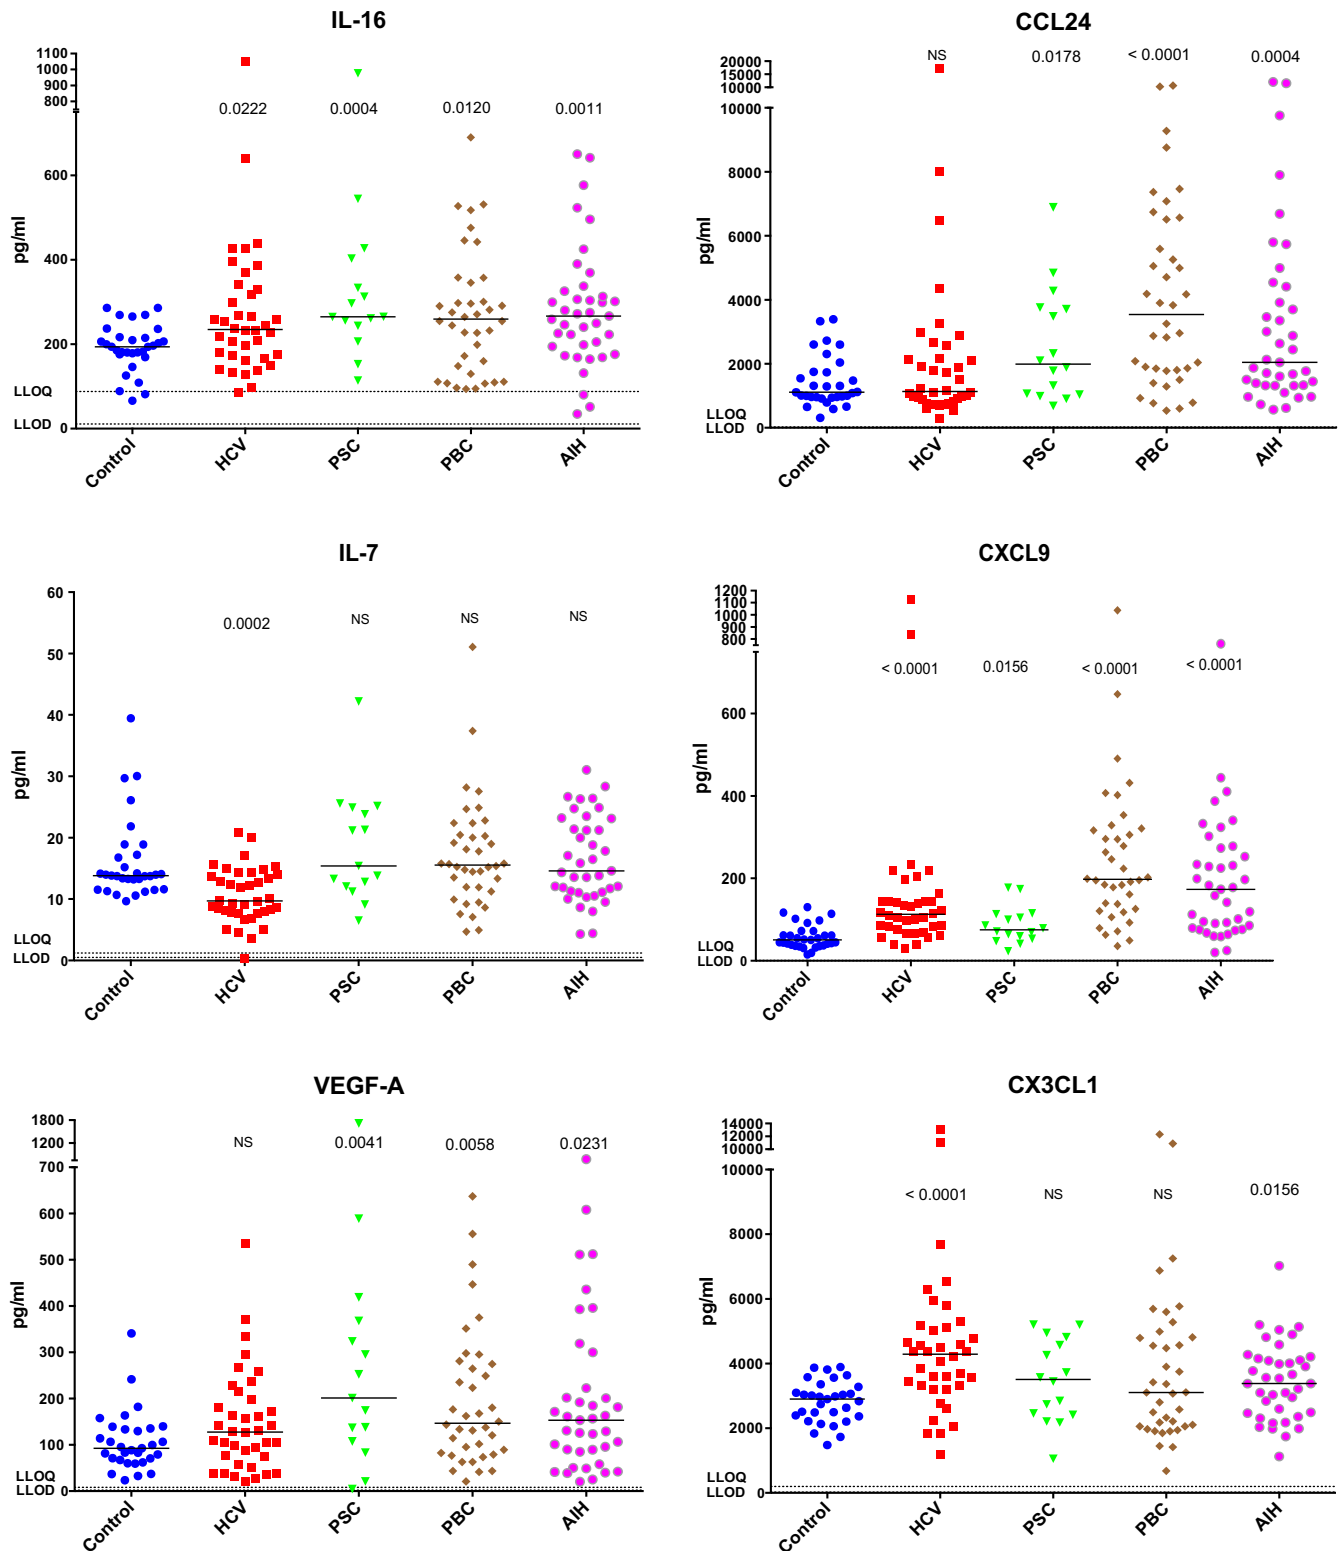 IL-16
1100
1000
900
800
600
400
200
0
pg/ml
LLOQ
LLOD
0.0222
0.0004
0.0120
0.0011
Control
HCV
PSC
PBC
AIH
CCL24
20000
15000
10000
10000
8000
6000
4000
2000
0
pg/ml
LLOQ
LLOD
NS
0.0178
< 0.0001
0.0004
Control
HCV
PSC
PBC
AIH
IL-7
60
50
40
30
20
10
0
pg/ml
LLOQ
LLOD
0.0002
NS
NS
NS
Control
HCV
PSC
PBC
AIH
CXCL9
1200
1100
1000
900
800
600
400
200
0
pg/ml
LLOQ
LLOD
< 0.0001
0.0156
< 0.0001
< 0.0001
Control
HCV
PSC
PBC
AIH
VEGF-A
1800
1200
700
600
500
400
300
200
100
0
pg/ml
LLOQ
LLOD
NS
0.0041
0.0058
0.0231
Control
HCV
PSC
PBC
AIH
CX3CL1
14000
12000
10000
10000
8000
6000
4000
2000
0
pg/ml
LLOQ
LLOD
< 0.0001
NS
NS
0.0156
Control
HCV
PSC
PBC
AIH